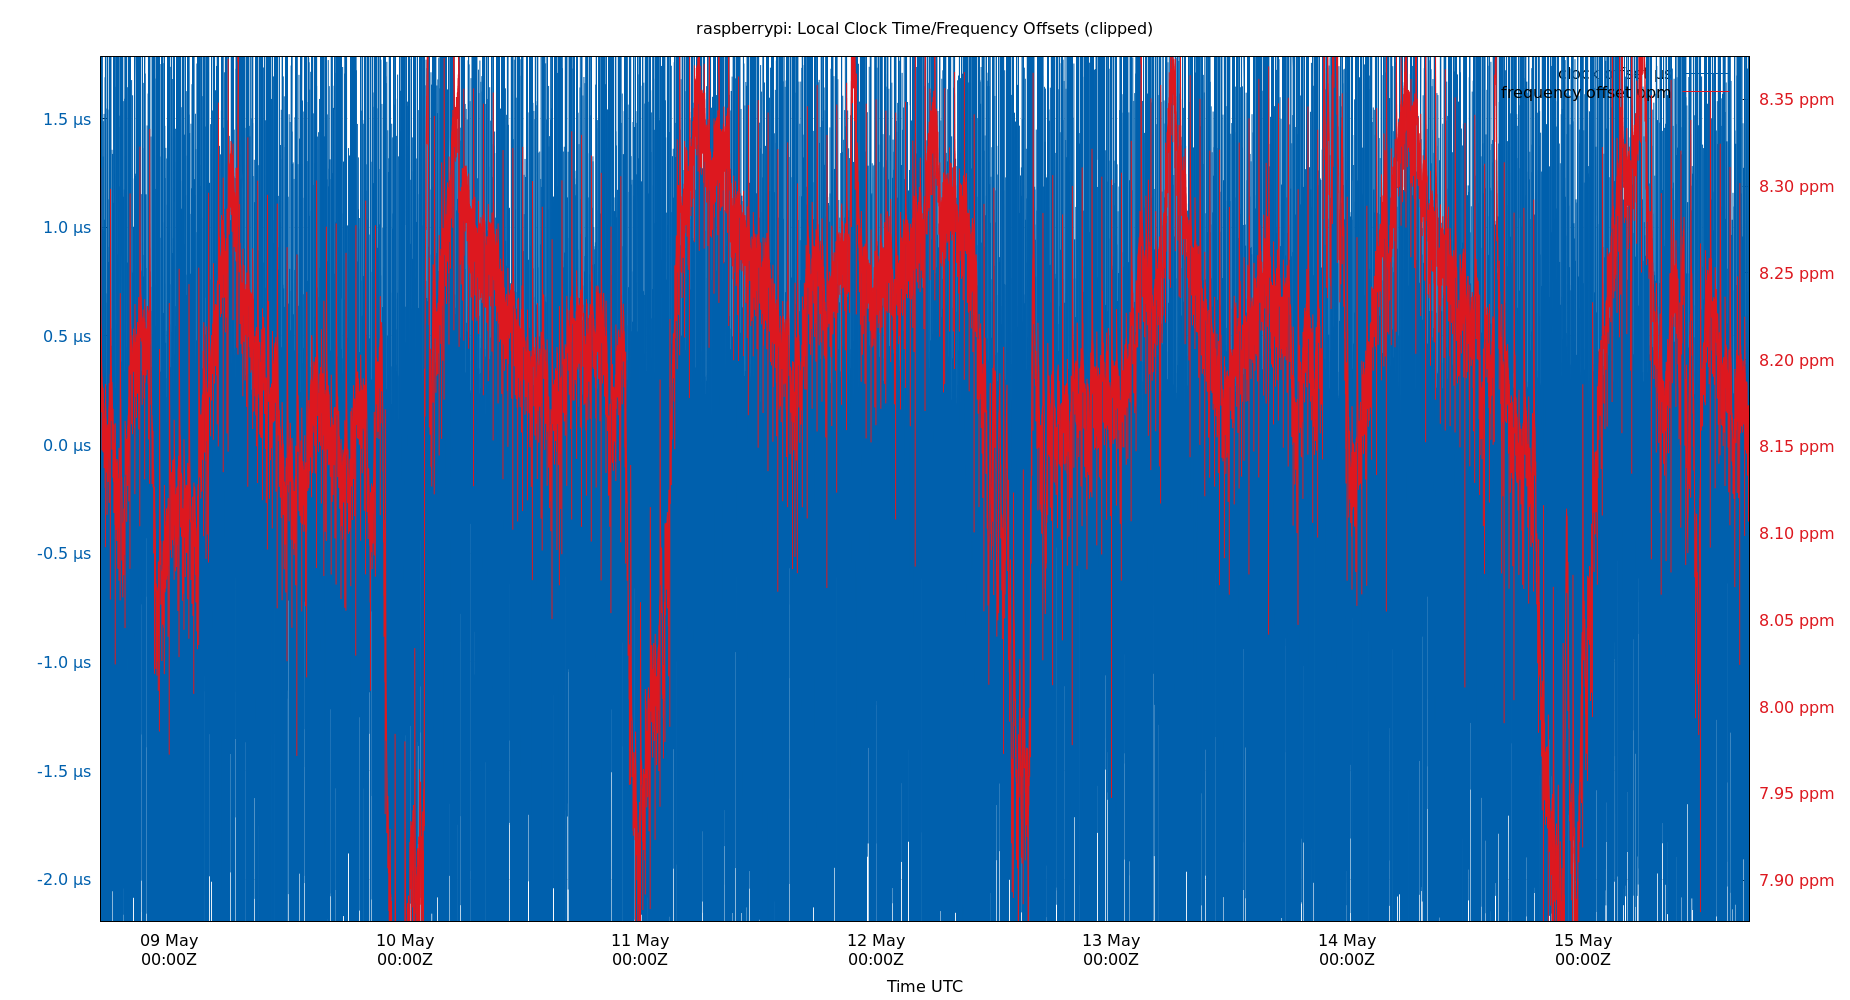 raspberrypi: Local Clock Time/Frequency Offsets (clipped)
clock offset µs
frequency offset ppm
1.5 µs
1.0 µs
0.5 µs
0.0 µs
-0.5 µs
-1.0 µs
-1.5 µs
-2.0 µs
8.35 ppm
8.30 ppm
8.25 ppm
8.20 ppm
8.15 ppm
8.10 ppm
8.05 ppm
8.00 ppm
7.95 ppm
7.90 ppm
09 May
00:00Z
10 May
00:00Z
11 May
00:00Z
12 May
00:00Z
13 May
00:00Z
14 May
00:00Z
15 May
00:00Z
Time UTC